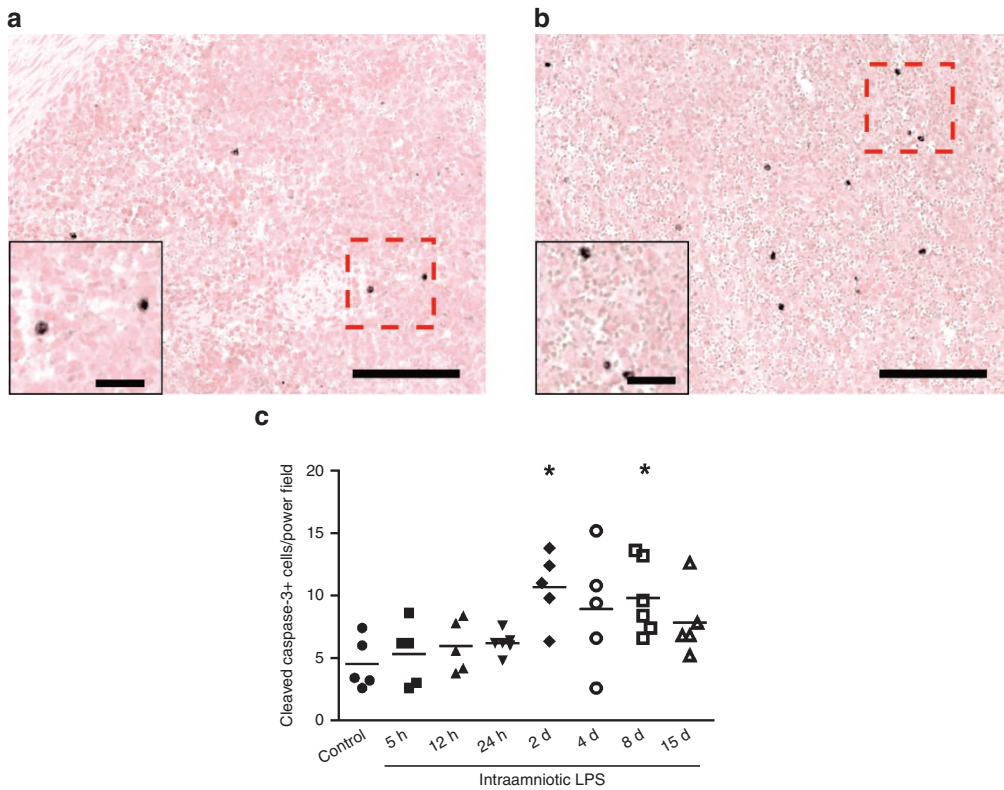 a
b
c
Cleaved caspase-3+ cells/power field
20
*
*
15
10
5
0
Control
5 h
12 h
24 h
2 d
4 d
8 d
15 d
Intraamniotic LPS